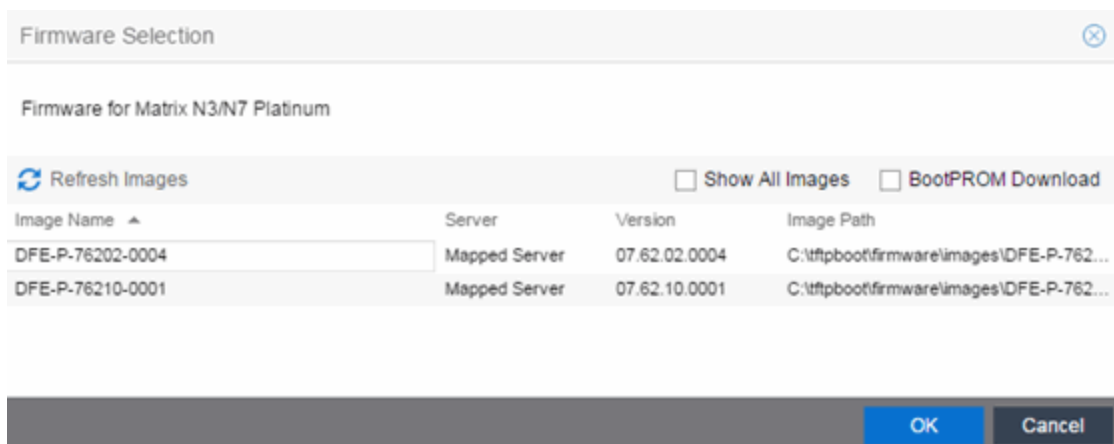 Firmware Selection
Firmware for Matrix N3/N7 Platinum
Refresh Images Show All Images BootPROM Download
Image Name Server Version Image Path
DFE-P-76202-0004 Mapped Server 07.62.02.0004 C:\tftpboot\firmware\images\DFE-P-762...
DFE-P-76210-0001 Mapped Server 07.62.10.0001 C:\tftpboot\firmware\images\DFE-P-762...
OK Cancel